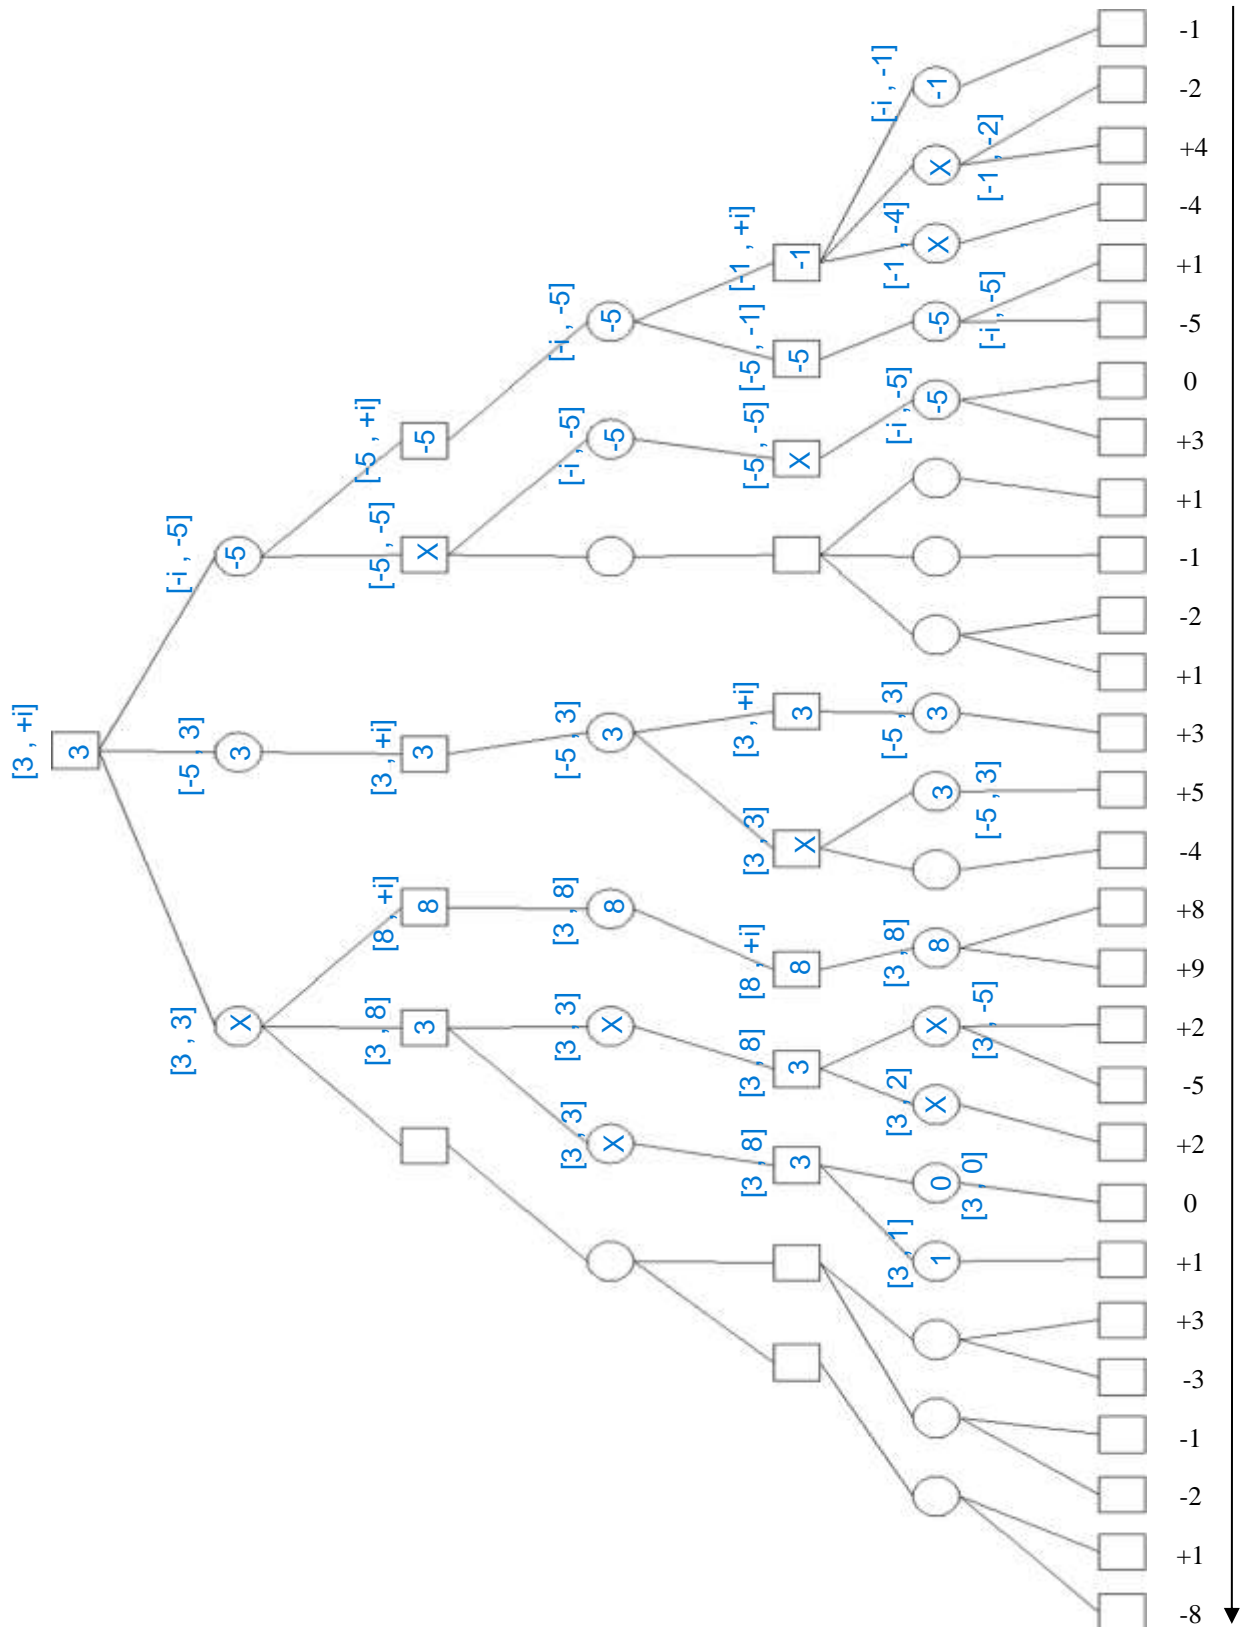 [3 , +i]
3
[-i , -5]
-5
[-5 , 3]
3
[3 , 3]
X
[-5 , +i]
-5
[-5 , -5]
X
[3 , +i]
3
[8 , +i]
8
[3 , 8]
3
[-i , -5]
-5
[-i , -5]
-5
[-5 , 3]
3
[3 , 8]
8
[3 , 3]
X
[3 , 3]
X
[-1 , +i]
-1
[-5 , -1]
-5
[-5 , -5]
X
[3 , +i]
3
[3 , 3]
X
[8 , +i]
8
[3 , 8]
3
[3 , 8]
3
[-i , -1]
-1
X
[-1 , -2]
[-1 , -4]
X
-5
[-i , -5]
[-i , -5]
-5
[-5 , 3]
3
3
[-5 , 3]
[3 , 8]
8
X
[3 , -5]
[3 , 2]
X
0
[3 , 0]
[3 , 1]
1
-1
-2
+4
-4
+1
-5
0
+3
+1
-1
-2
+1
+3
+5
-4
+8
+9
+2
-5
+2
0
+1
+3
-3
-1
-2
+1
-8